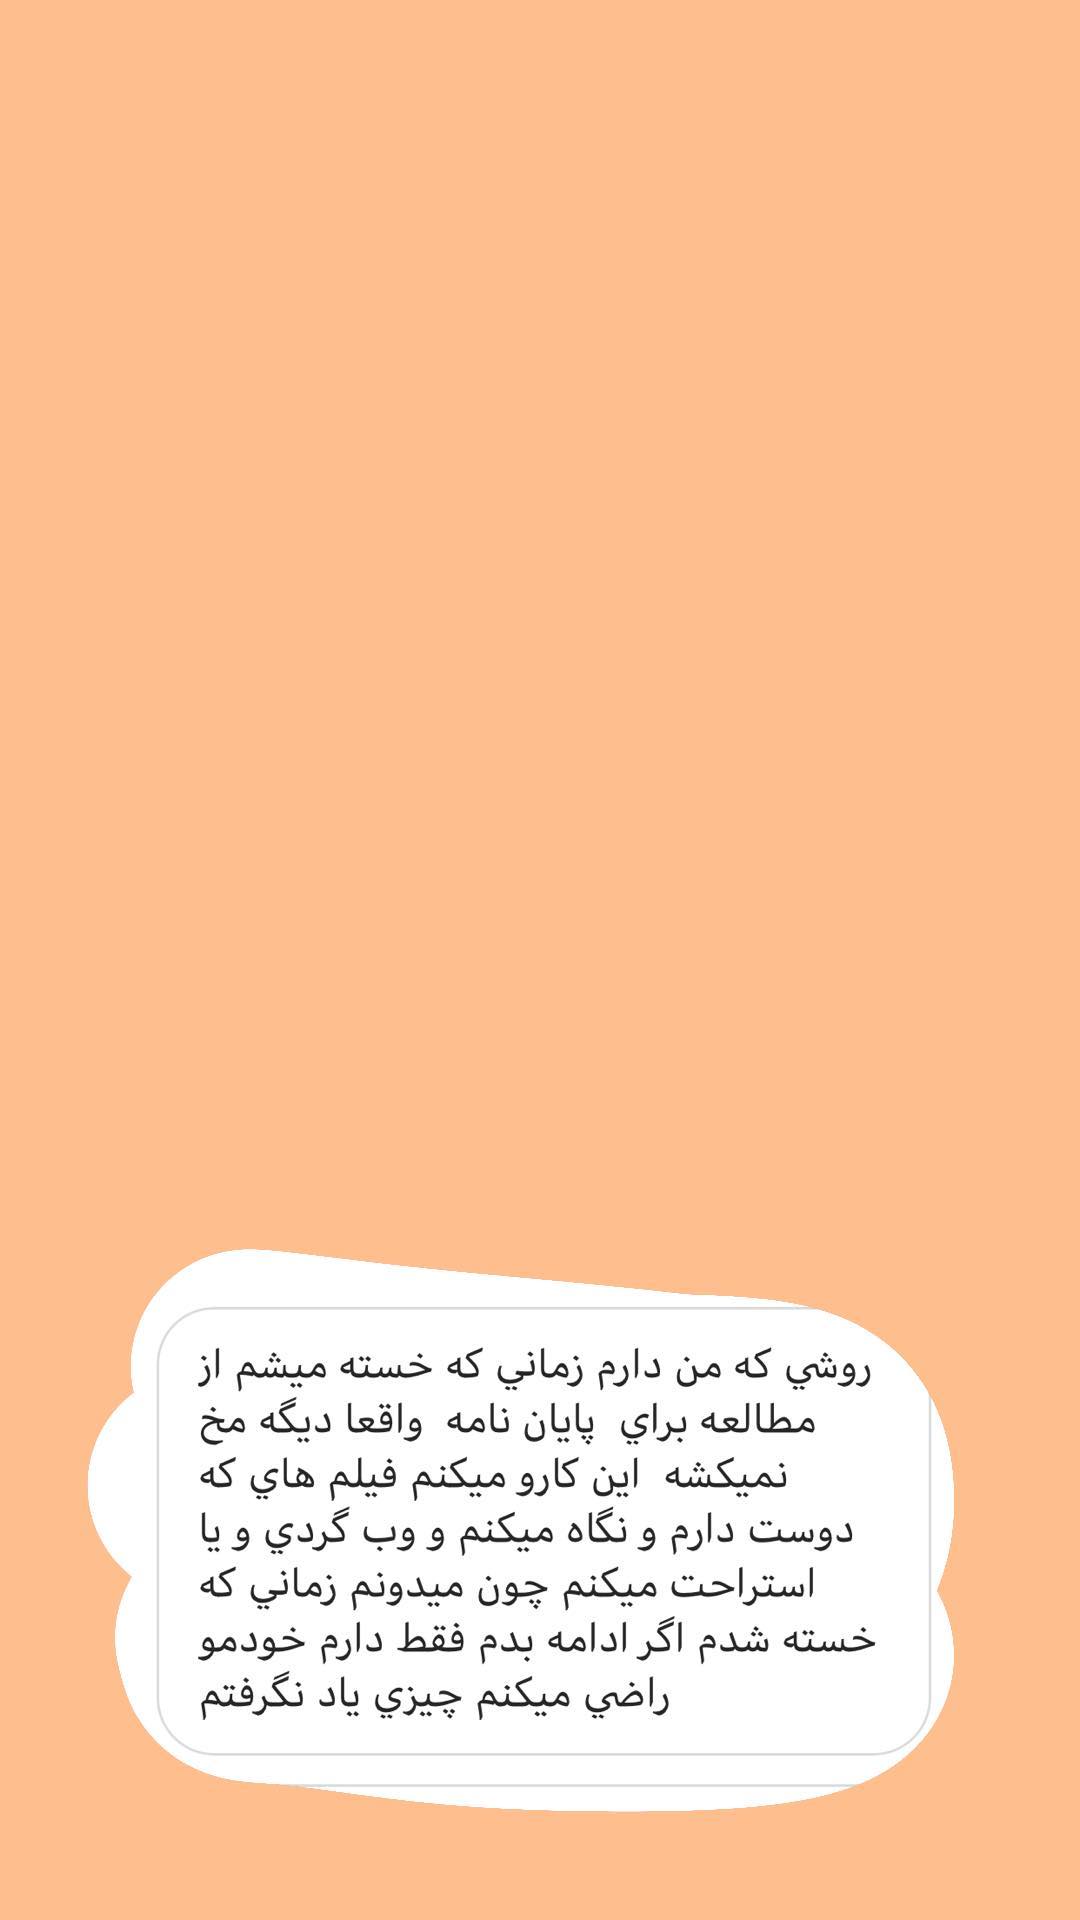 روشي که من دارم زماني که خسته ميشم از
مطالعه براي  پايان نامه  واقعا ديگه مخ
نميکشه  اين کارو ميکنم فيلم هاي که
دوست دارم و نگاه ميکنم و وب گردي و يا
استراحت ميکنم چون ميدونم زماني که
خسته شدم اگر ادامه بدم فقط دارم خودمو
راضي ميکنم چيزي ياد نگرفتم